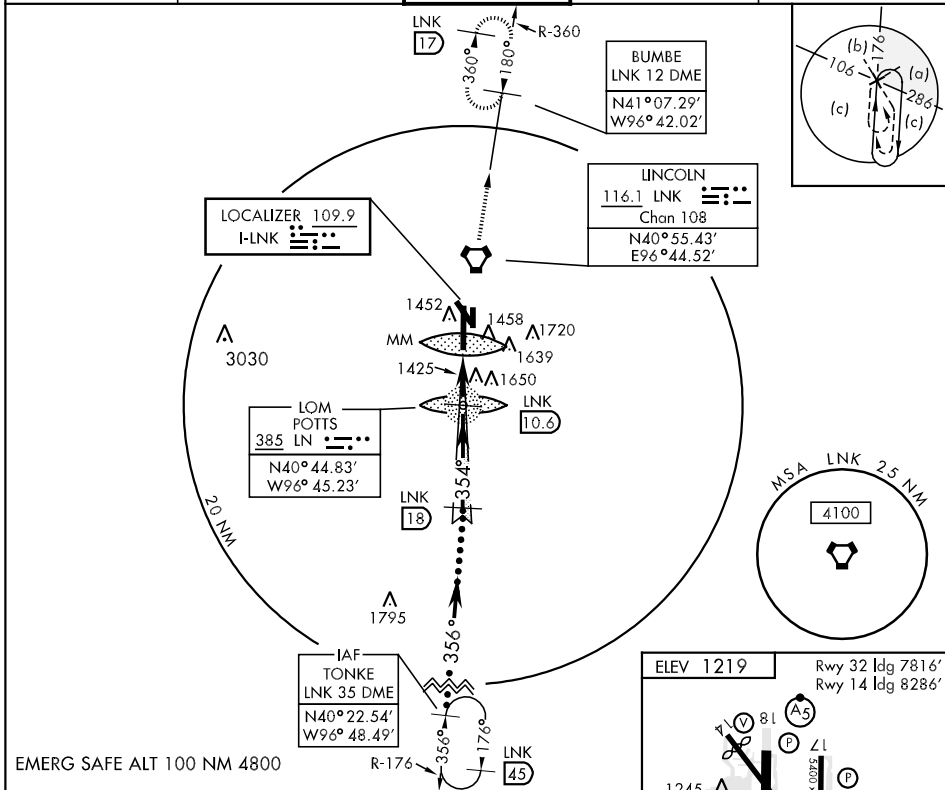 LNK
17
R-360
360°
180°
BUMBE
LNK 12 DME
N41°07.29'
W96°42.02'
(b)
176
106
(a)
286
(c)
(c)
LOCALIZER 109.9
I-LNK
LINCOLN
116.1 LNK
Chan 108
N40°55.43'
E96°44.52'
1452
1458
1720
MM
1639
3030
1425
1650
LOM
POTTS
385 LN
N40°44.83'
W96°45.23'
LNK
10.6
354°
LNK
18
20 NM
MSA LNK 25 NM
4100
1795
356°
IAF
TONKE
LNK 35 DME
N40°22.54'
W96°48.49'
356°
176°
R-176
LNK
45
EMERG SAFE ALT 100 NM 4800
ELEV 1219
Rwy 32 ldg 7816'
Rwy 14 ldg 8286'
14
V
18
A5
P
17
5400 x
P
1245